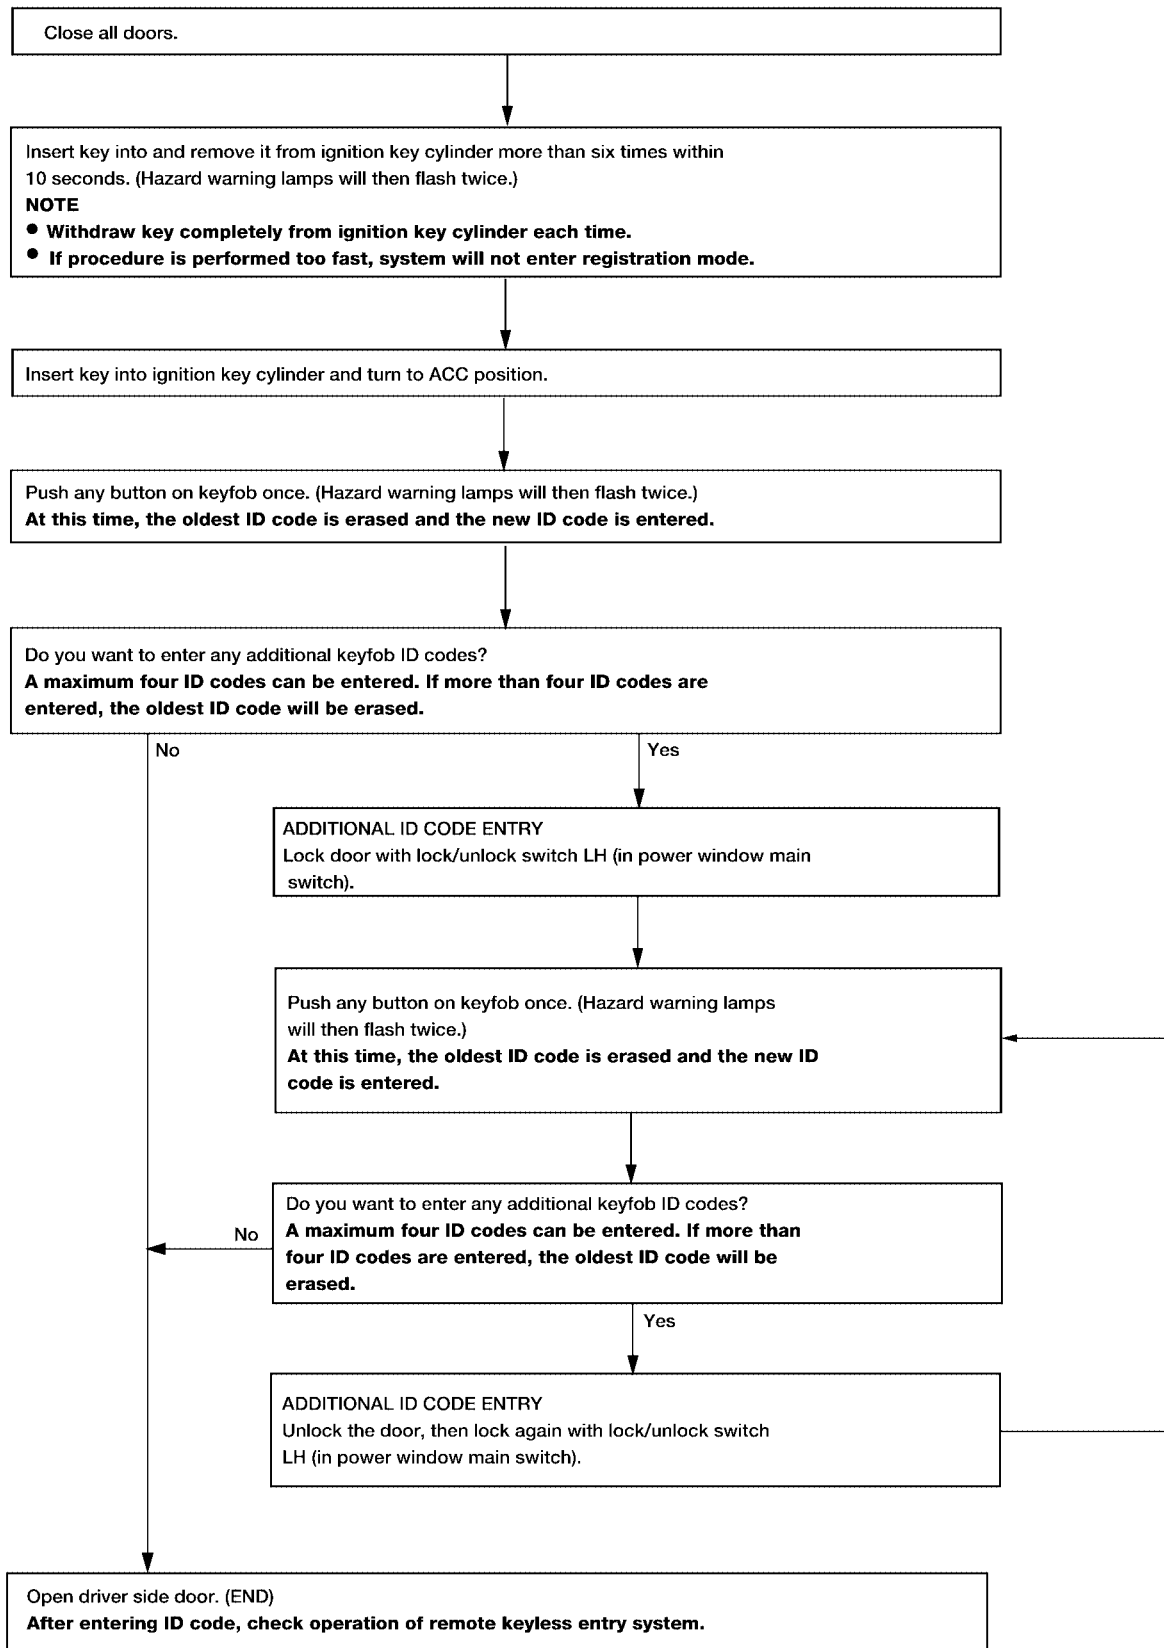 Close all doors.
Insert key into and remove it from ignition key cylinder more than six times within
10 seconds. (Hazard warning lamps will then flash twice.)
NOTE
● Withdraw key completely from ignition key cylinder each time.
● If procedure is performed too fast, system will not enter registration mode.
Insert key into ignition key cylinder and turn to ACC position.
Push any button on keyfob once. (Hazard warning lamps will then flash twice.)
At this time, the oldest ID code is erased and the new ID code is entered.
Do you want to enter any additional keyfob ID codes?
A maximum four ID codes can be entered. If more than four ID codes are
entered, the oldest ID code will be erased.
No
Yes
ADDITIONAL ID CODE ENTRY
Lock door with lock/unlock switch LH (in power window main
switch).
Push any button on keyfob once. (Hazard warning lamps
will then flash twice.)
At this time, the oldest ID code is erased and the new ID
code is entered.
Do you want to enter any additional keyfob ID codes?
A maximum four ID codes can be entered. If more than
four ID codes are entered, the oldest ID code will be
erased.
No
Yes
ADDITIONAL ID CODE ENTRY
Unlock the door, then lock again with lock/unlock switch
LH (in power window main switch).
Open driver side door. (END)
After entering ID code, check operation of remote keyless entry system.